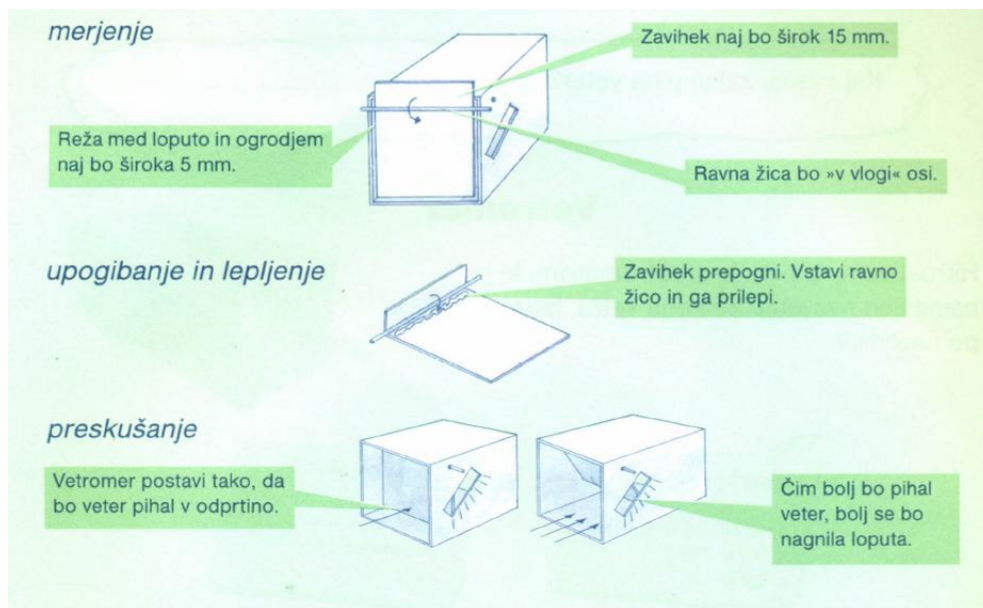 merjenje
Zavihek naj bo širok 15 mm.
Reža med loputo in ogrodjem
naj bo široka 5 mm.
Ravna žica bo »v vlogi« osi.
upogibanje in lepljenje
Zavihek prepogni. Vstavi ravno
žico in ga prilepi.
preskušanje
Vetromer postavi tako, da
bo veter pihal v odprtino.
Čim bolj bo pihal
veter, bolj se bo
nagnila loputa.